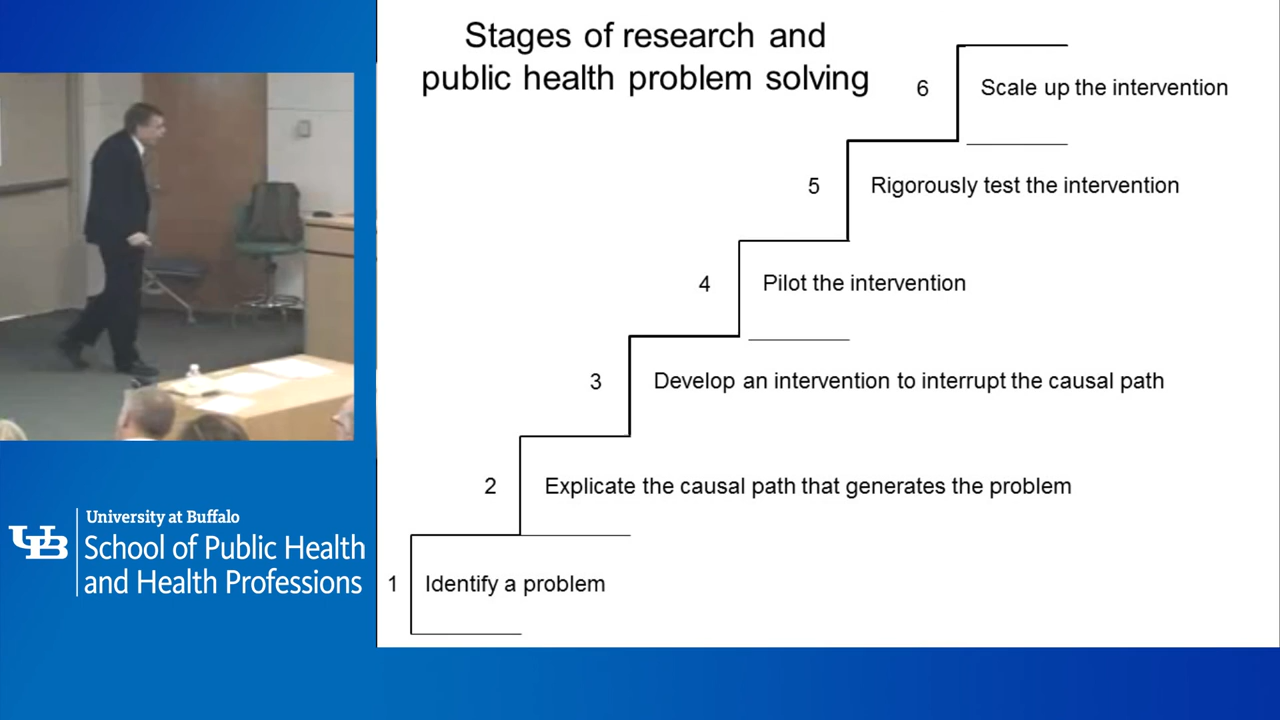 Stages of research and
public health problem solving
6 Scale up the intervention
5 Rigorously test the intervention
4 Pilot the intervention
3 Develop an intervention to interrupt the causal path
2 Explicate the causal path that generates the problem
1 Identify a problem
UB
University at Buffalo
School of Public Health
and Health Professions